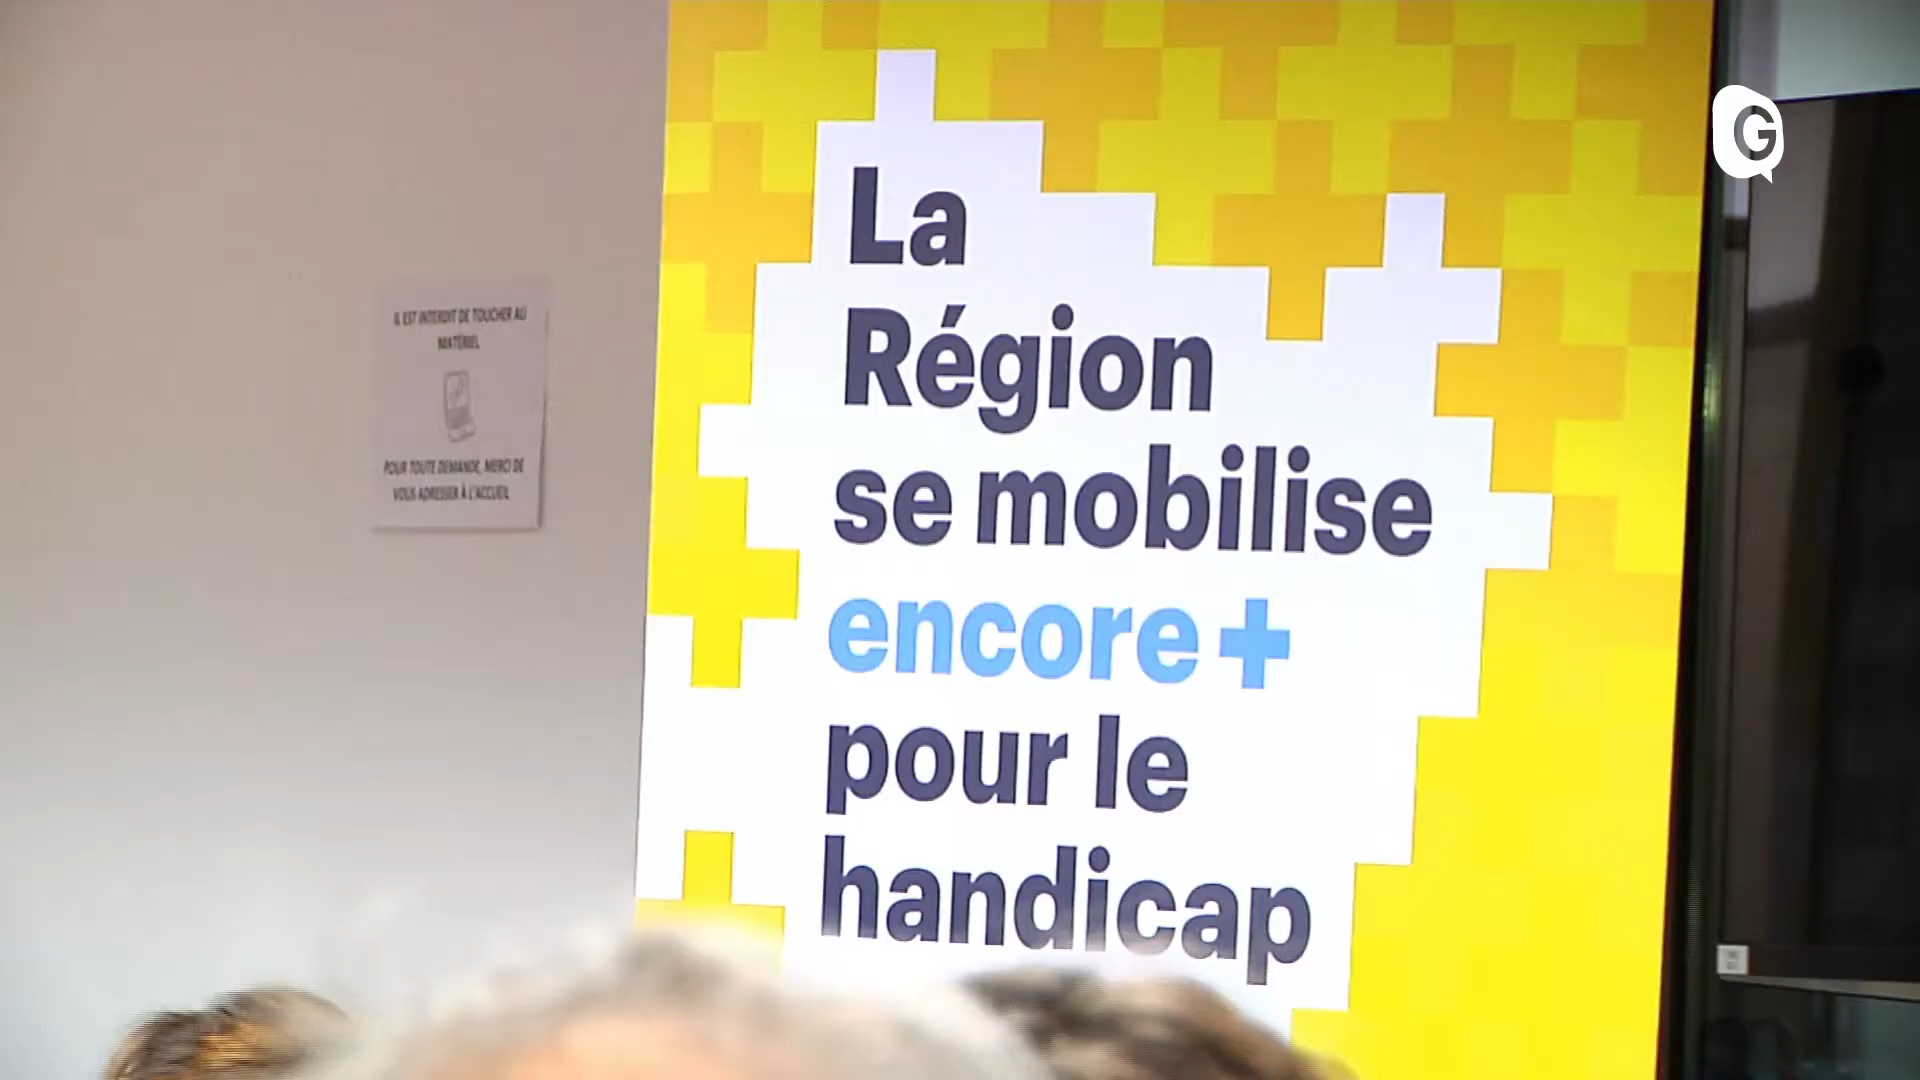 IL EST INTERDIT DE TOUCHER AU
MATÉRIEL
POUR TOUTE DEMANDE, MERCI DE
VOUS ADRESSER À L'ACCUEIL
La
Région
se mobilise
encore +
pour le
handicap
G